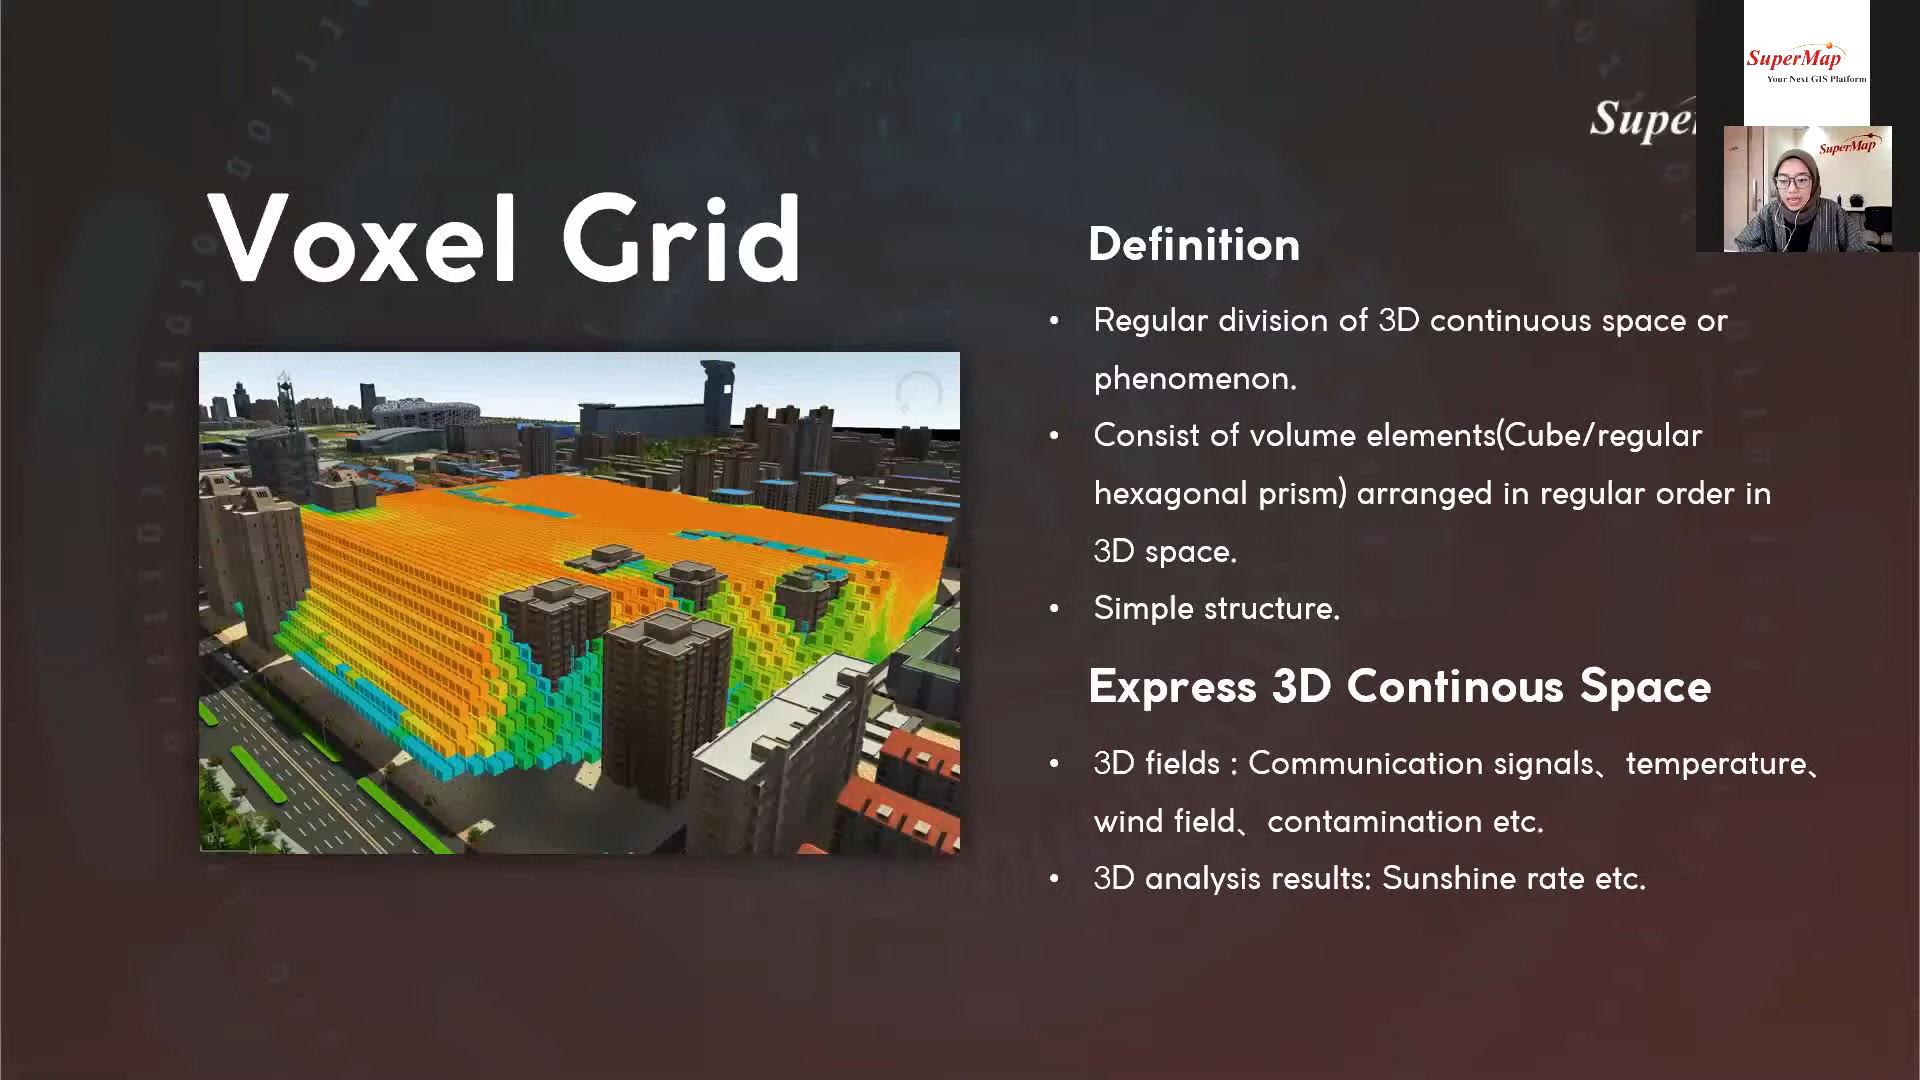 SuperMap
Your Next GIS Platform
Super
SuperMap
Voxel Grid
Definition
• Regular division of 3D continuous space or
phenomenon.
• Consist of volume elements(Cube/regular
hexagonal prism) arranged in regular order in
3D space.
• Simple structure.
Express 3D Continous Space
• 3D fields : Communication signals、temperature、
wind field、contamination etc.
• 3D analysis results: Sunshine rate etc.